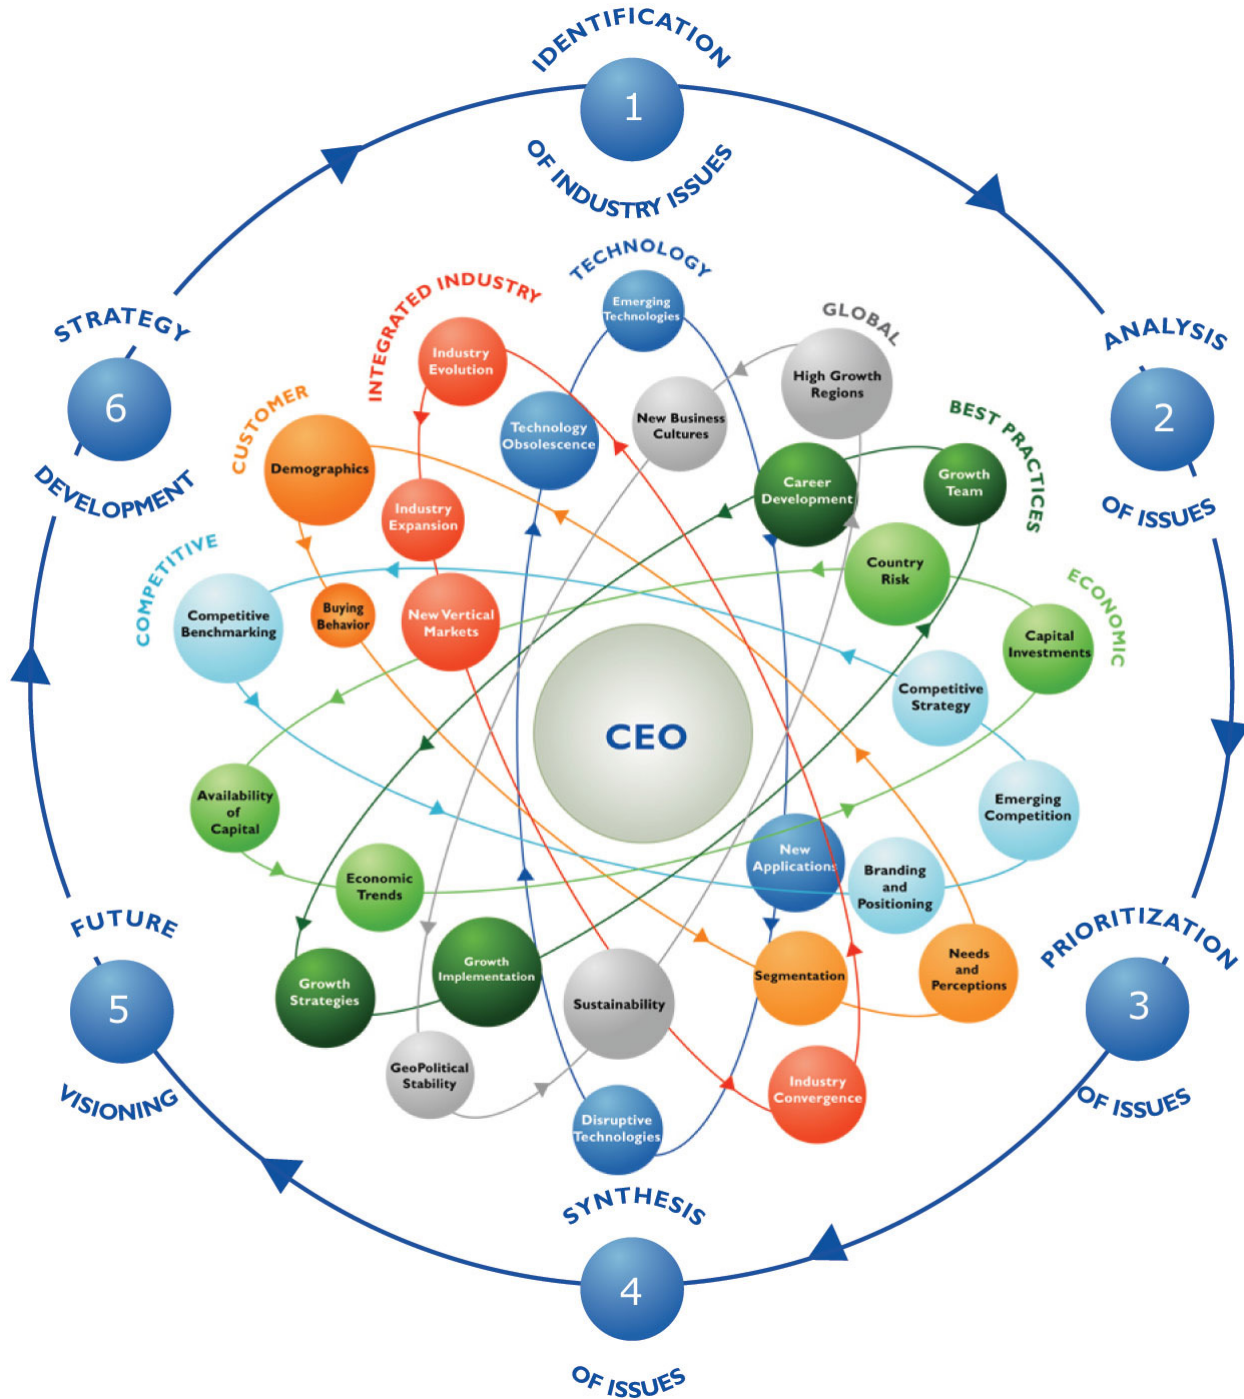 IDENTIFICATION
1
OF INDUSTRY ISSUES
ANALYSIS
2
OF ISSUES
PRIORITIZATION
3
OF ISSUES
SYNTHESIS
4
OF ISSUES
FUTURE
5
VISIONING
STRATEGY
6
DEVELOPMENT
TECHNOLOGY
Emerging
Technologies
Technology
Obsolescence
New
Applications
Disruptive
Technologies
INTEGRATED INDUSTRY
Industry
Evolution
Industry
Expansion
New Vertical
Markets
Industry
Convergence
GLOBAL
High Growth
Regions
New Business
Cultures
Sustainability
GeoPolitical
Stability
CUSTOMER
Demographics
Buying
Behavior
Segmentation
Needs
and
Perceptions
BEST PRACTICES
Growth
Team
Career
Development
Growth
Implementation
Growth
Strategies
COMPETITIVE
Competitive
Benchmarking
Competitive
Strategy
Emerging
Competition
Branding
and
Positioning
ECONOMIC
Country
Risk
Capital
Investments
Availability
of
Capital
Economic
Trends
CEO